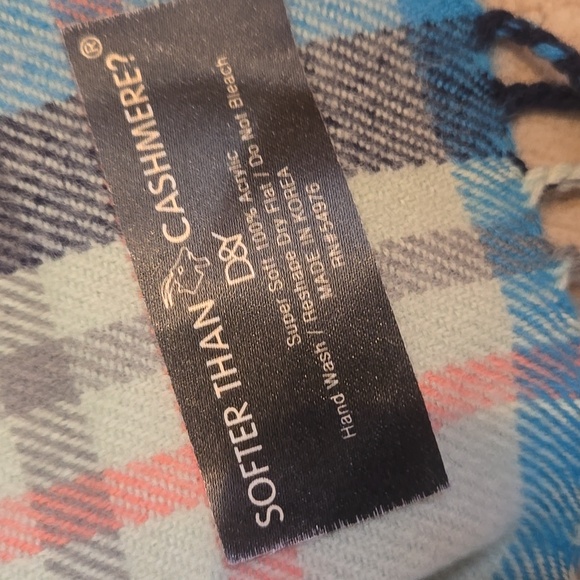 SOFTER THAN CASHMERE?®
D&Y
Super Soft 100% Acrylic
Hand Wash / Reshape Dry Flat / Do Not Bleach
MADE IN KOREA
RN# 54976